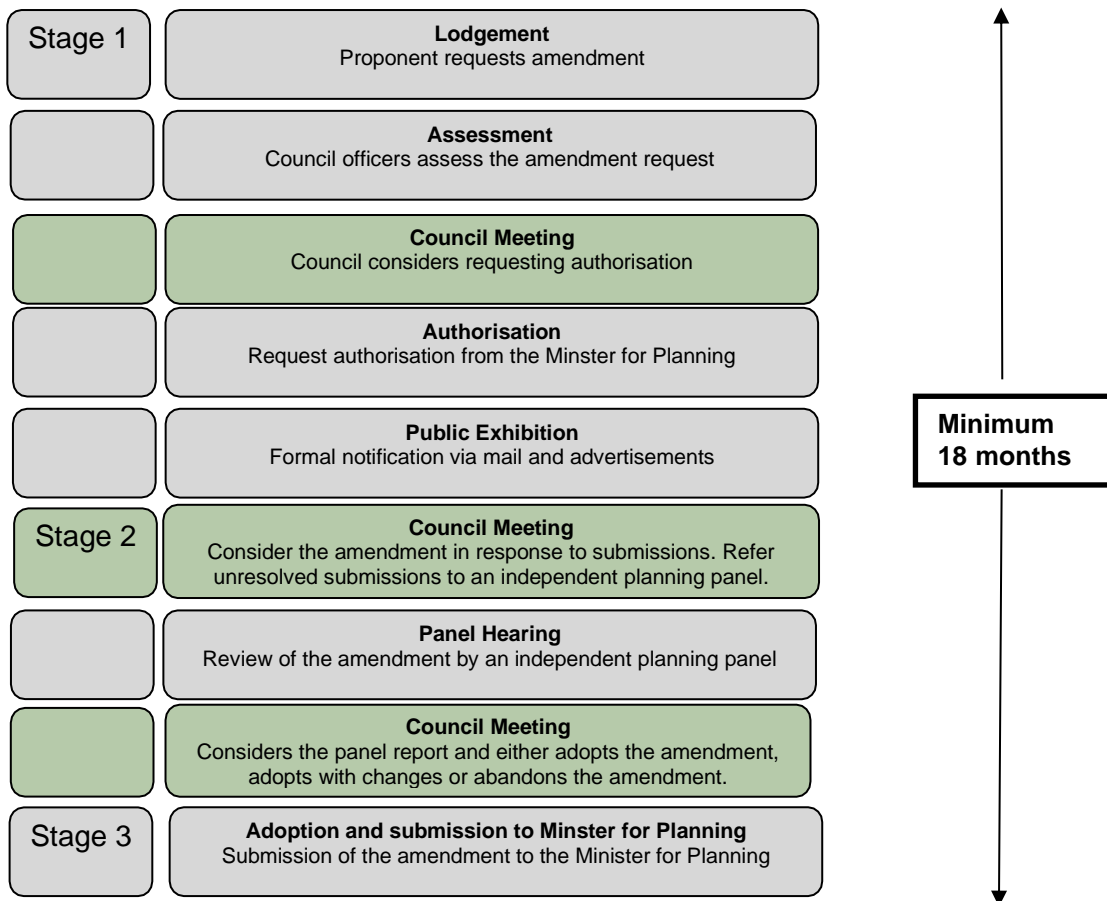 Stage 1
Lodgement
Proponent requests amendment
Assessment
Council officers assess the amendment request
Council Meeting
Council considers requesting authorisation
Authorisation
Request authorisation from the Minster for Planning
Public Exhibition
Formal notification via mail and advertisements
Minimum
18 months
Stage 2
Council Meeting
Consider the amendment in response to submissions. Refer
unresolved submissions to an independent planning panel.
Panel Hearing
Review of the amendment by an independent planning panel
Council Meeting
Considers the panel report and either adopts the amendment,
adopts with changes or abandons the amendment.
Stage 3
Adoption and submission to Minster for Planning
Submission of the amendment to the Minister for Planning